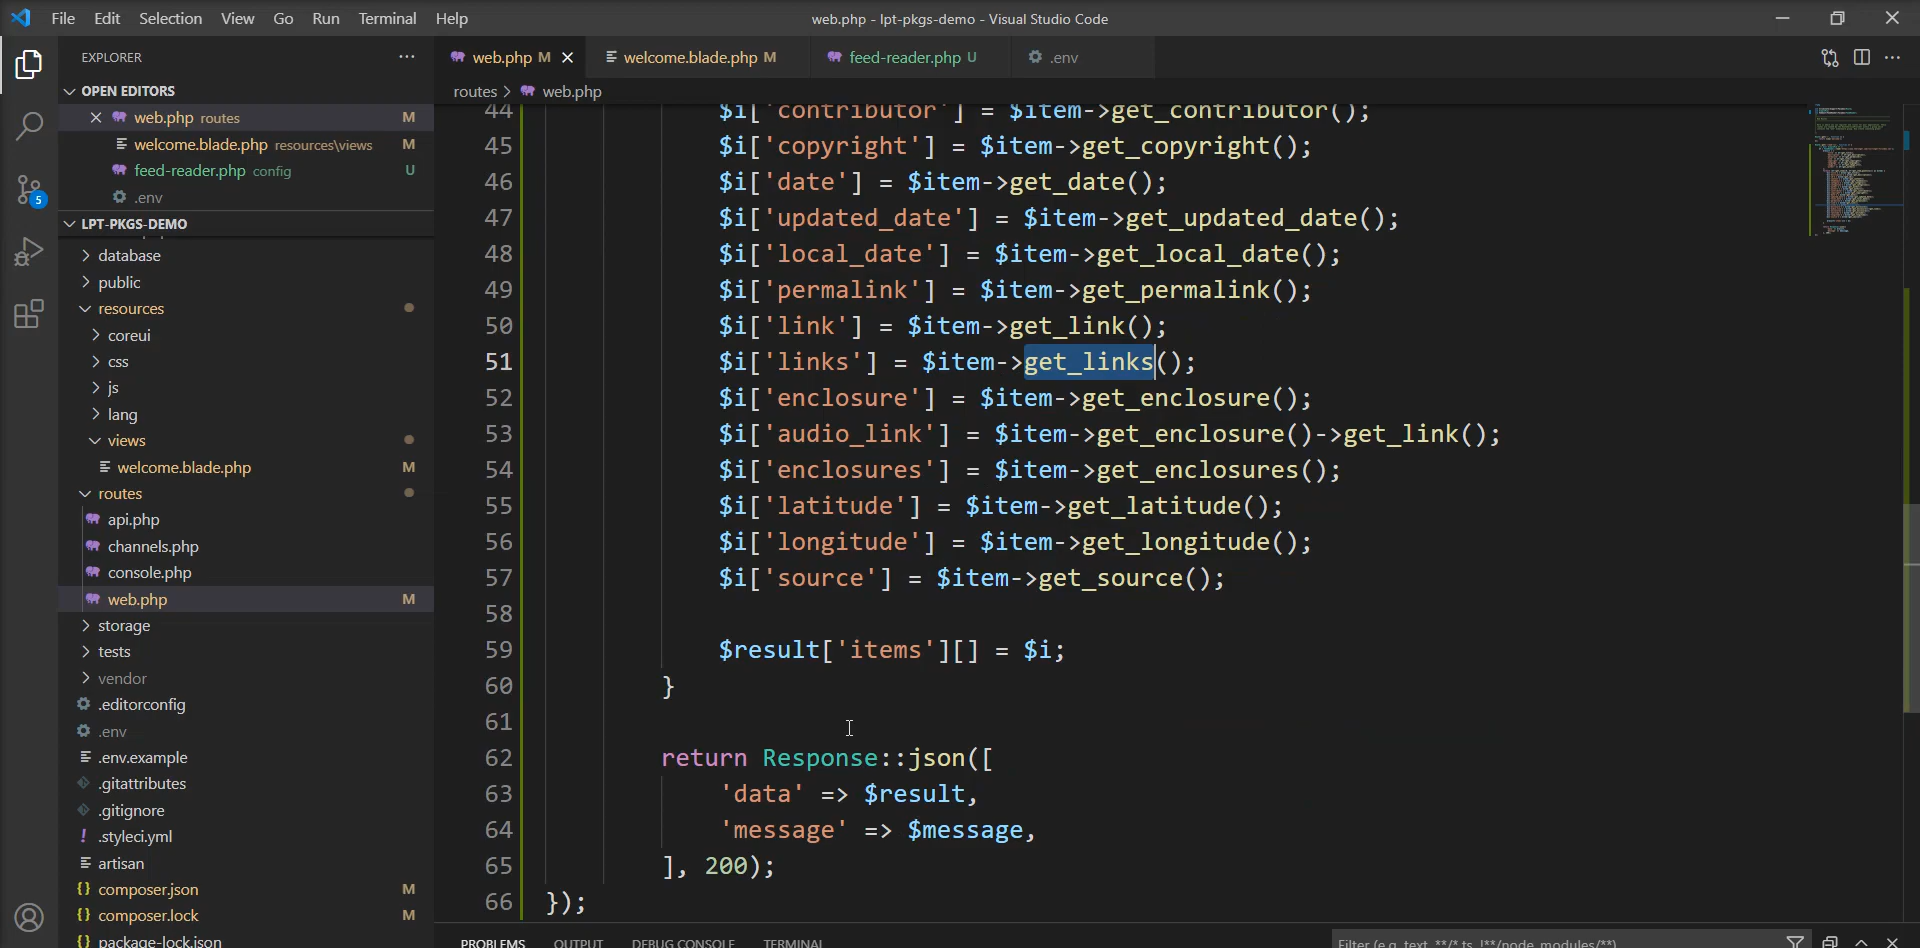 File Edit Selection View Go Run Terminal Help
web.php - lpt-pkgs-demo - Visual Studio Code
EXPLORER
OPEN EDITORS
web.php routes M
welcome.blade.php resources\views M
feed-reader.php config U
.env
LPT-PKGS-DEMO
database
public
resources
coreui
css
js
lang
views
welcome.blade.php M
routes
api.php
channels.php
console.php
web.php M
storage
tests
vendor
.editorconfig
.env
.env.example
.gitattributes
.gitignore
.styleci.yml
artisan
composer.json M
composer.lock M
package-lock.json
5
web.php M
welcome.blade.php M
feed-reader.php U
.env
routes > web.php
44 $i['contributor'] = $item->get_contributor();
45 $i['copyright'] = $item->get_copyright();
46 $i['date'] = $item->get_date();
47 $i['updated_date'] = $item->get_updated_date();
48 $i['local_date'] = $item->get_local_date();
49 $i['permalink'] = $item->get_permalink();
50 $i['link'] = $item->get_link();
51 $i['links'] = $item->get_links();
52 $i['enclosure'] = $item->get_enclosure();
53 $i['audio_link'] = $item->get_enclosure()->get_link();
54 $i['enclosures'] = $item->get_enclosures();
55 $i['latitude'] = $item->get_latitude();
56 $i['longitude'] = $item->get_longitude();
57 $i['source'] = $item->get_source();
58
59 $result['items'][] = $i;
60 }
61
62 return Response::json([
63 'data' => $result,
64 'message' => $message,
65 ], 200);
66 });
PROBLEMS OUTPUT DEBUG CONSOLE TERMINAL
Filter (e.g. text, **/*.ts, !**/node_modules/**)